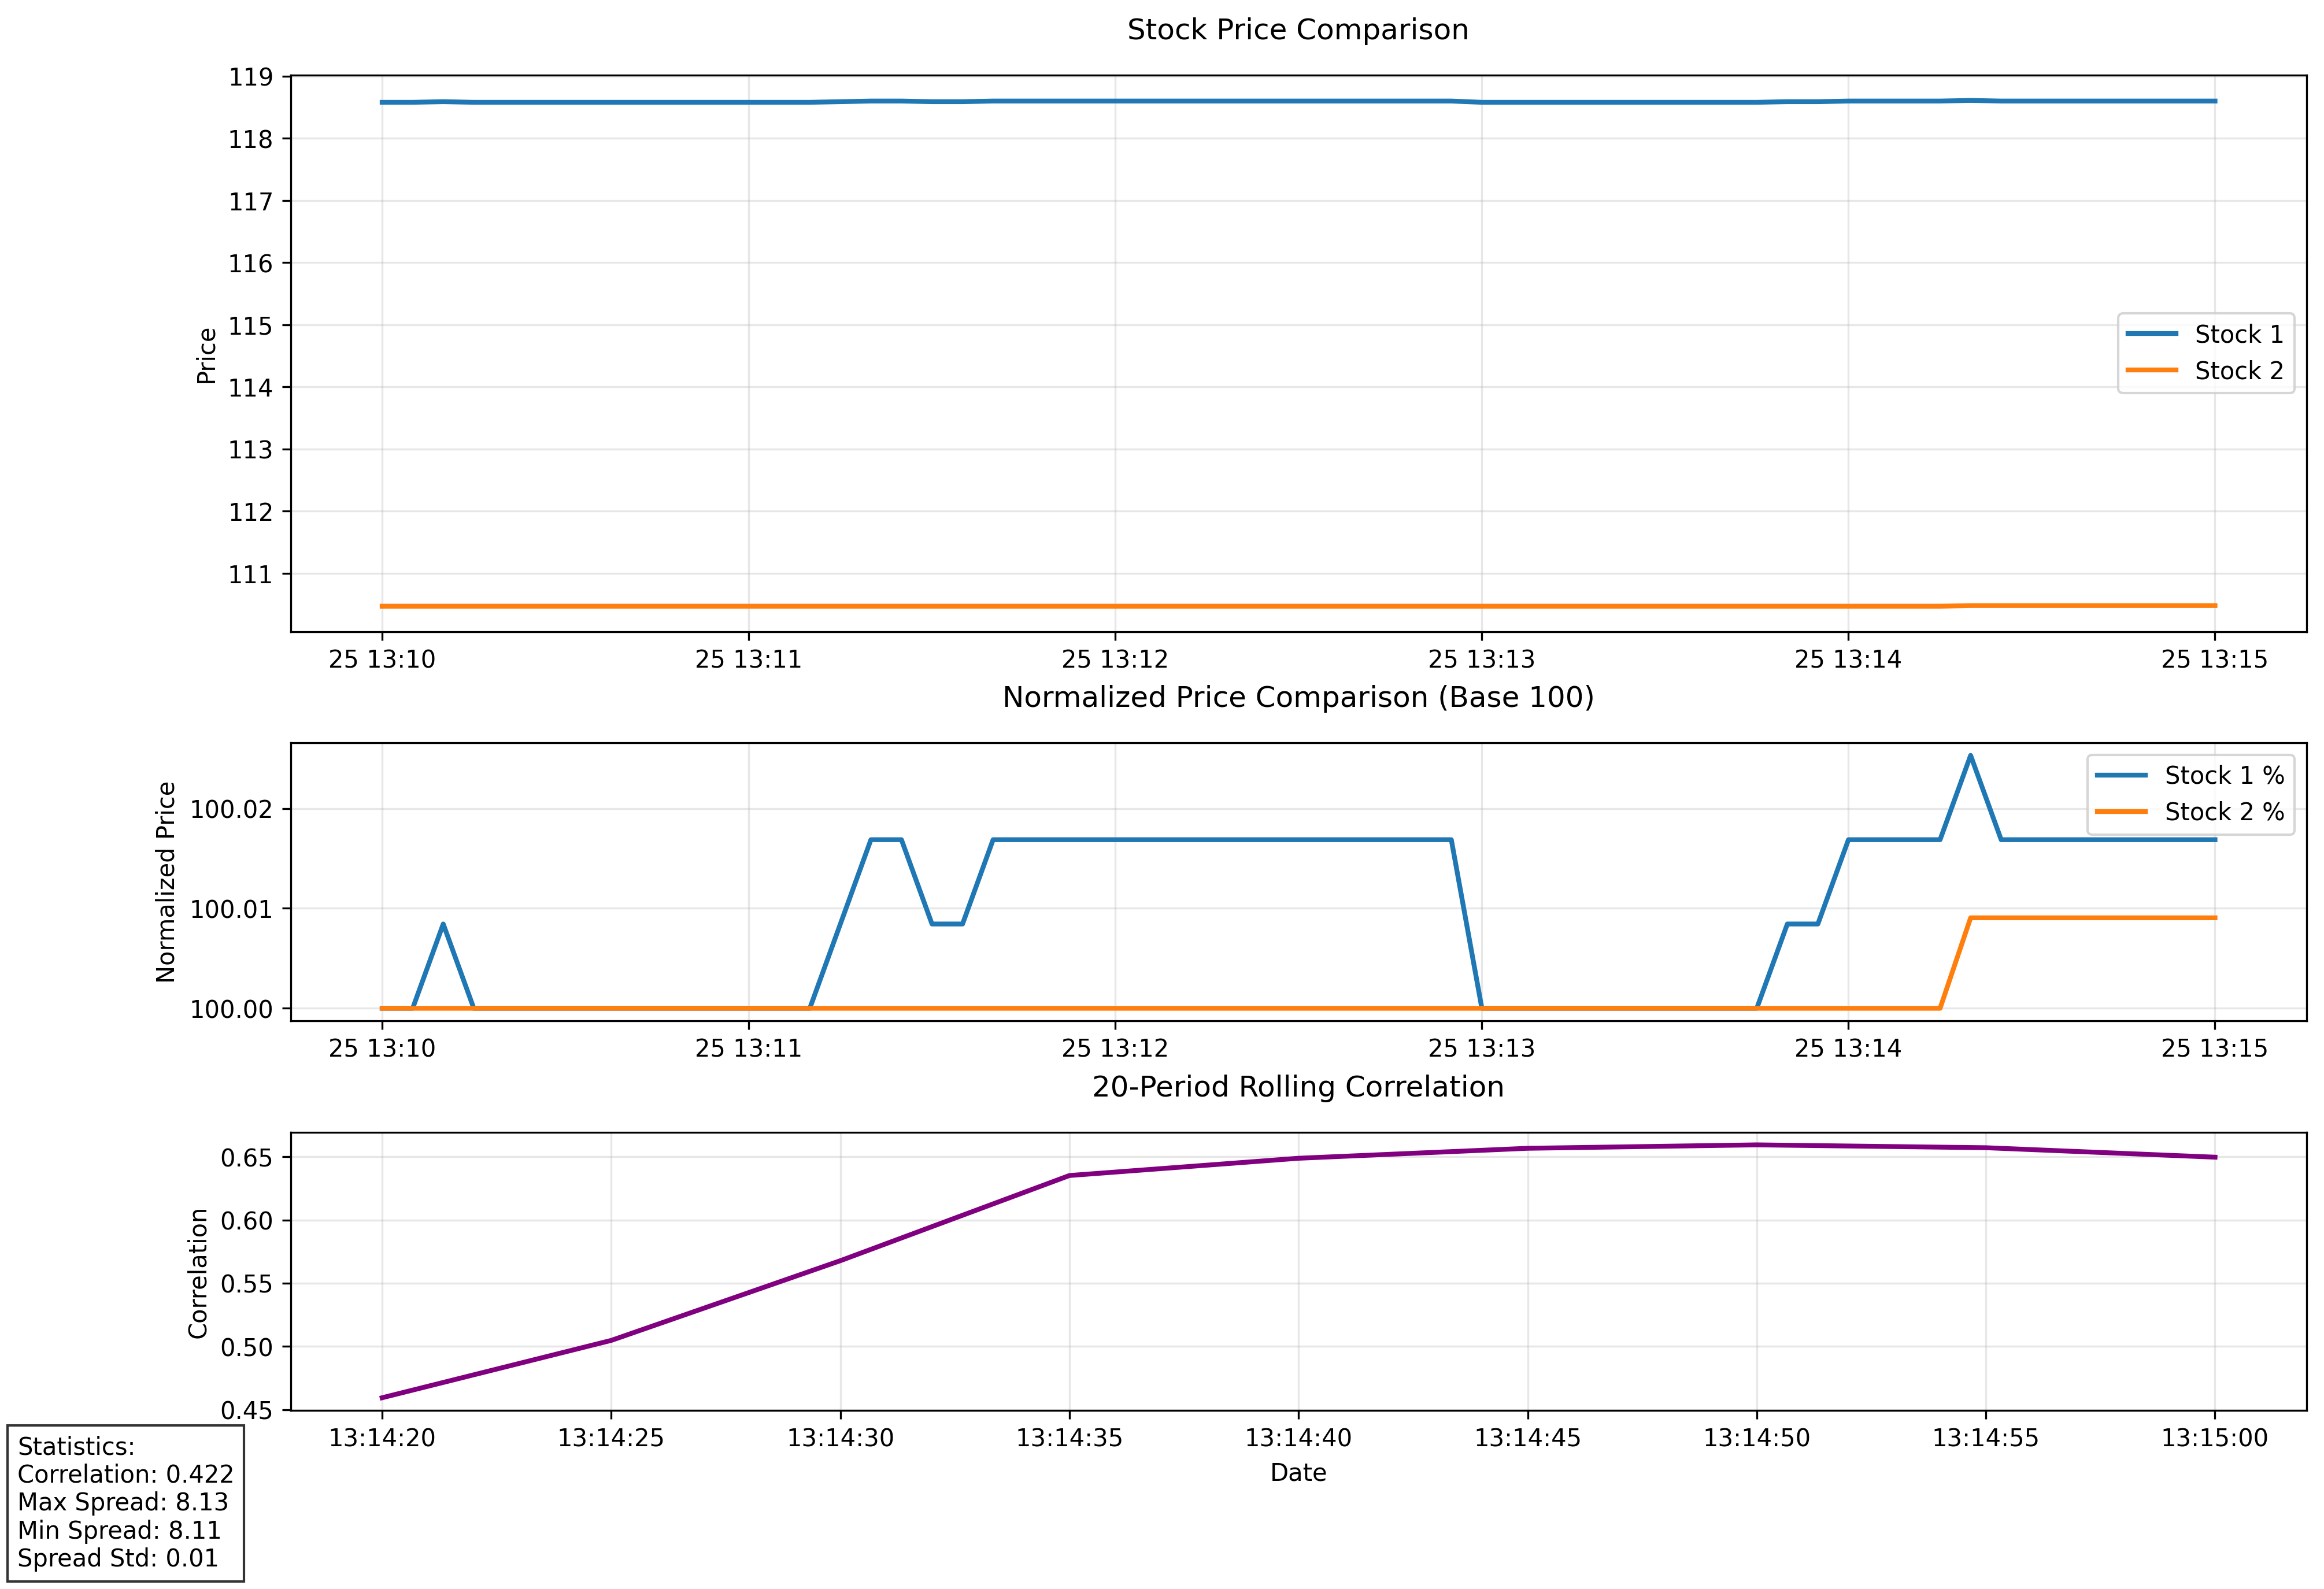 Stock Price Comparison
119
118
117
116
115
114
113
112
111
Price
Stock 1
Stock 2
25 13:10 25 13:11 25 13:12 25 13:13 25 13:14 25 13:15
Normalized Price Comparison (Base 100)
100.02
100.01
100.00
Normalized Price
Stock 1 %
Stock 2 %
25 13:10 25 13:11 25 13:12 25 13:13 25 13:14 25 13:15
20-Period Rolling Correlation
0.65
0.60
0.55
0.50
0.45
Correlation
13:14:20 13:14:25 13:14:30 13:14:35 13:14:40 13:14:45 13:14:50 13:14:55 13:15:00
Date
Statistics:
Correlation: 0.422
Max Spread: 8.13
Min Spread: 8.11
Spread Std: 0.01